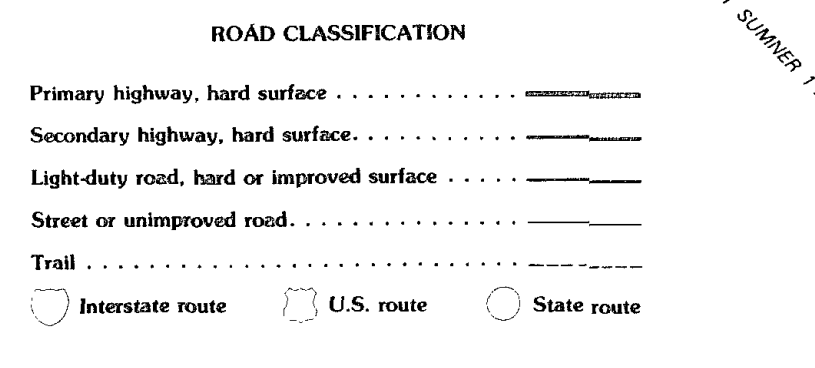 ROAD CLASSIFICATION
SUMNER
Primary highway, hard surface . . . . . . . . . . . .
Secondary highway, hard surface. . . . . . . . . . .
Light-duty road, hard or improved surface . . . . .
Street or unimproved road. . . . . . . . . . . . . . .
Trail . . . . . . . . . . . . . . . . . . . . . . . . . . . .
Interstate route U.S. route State route